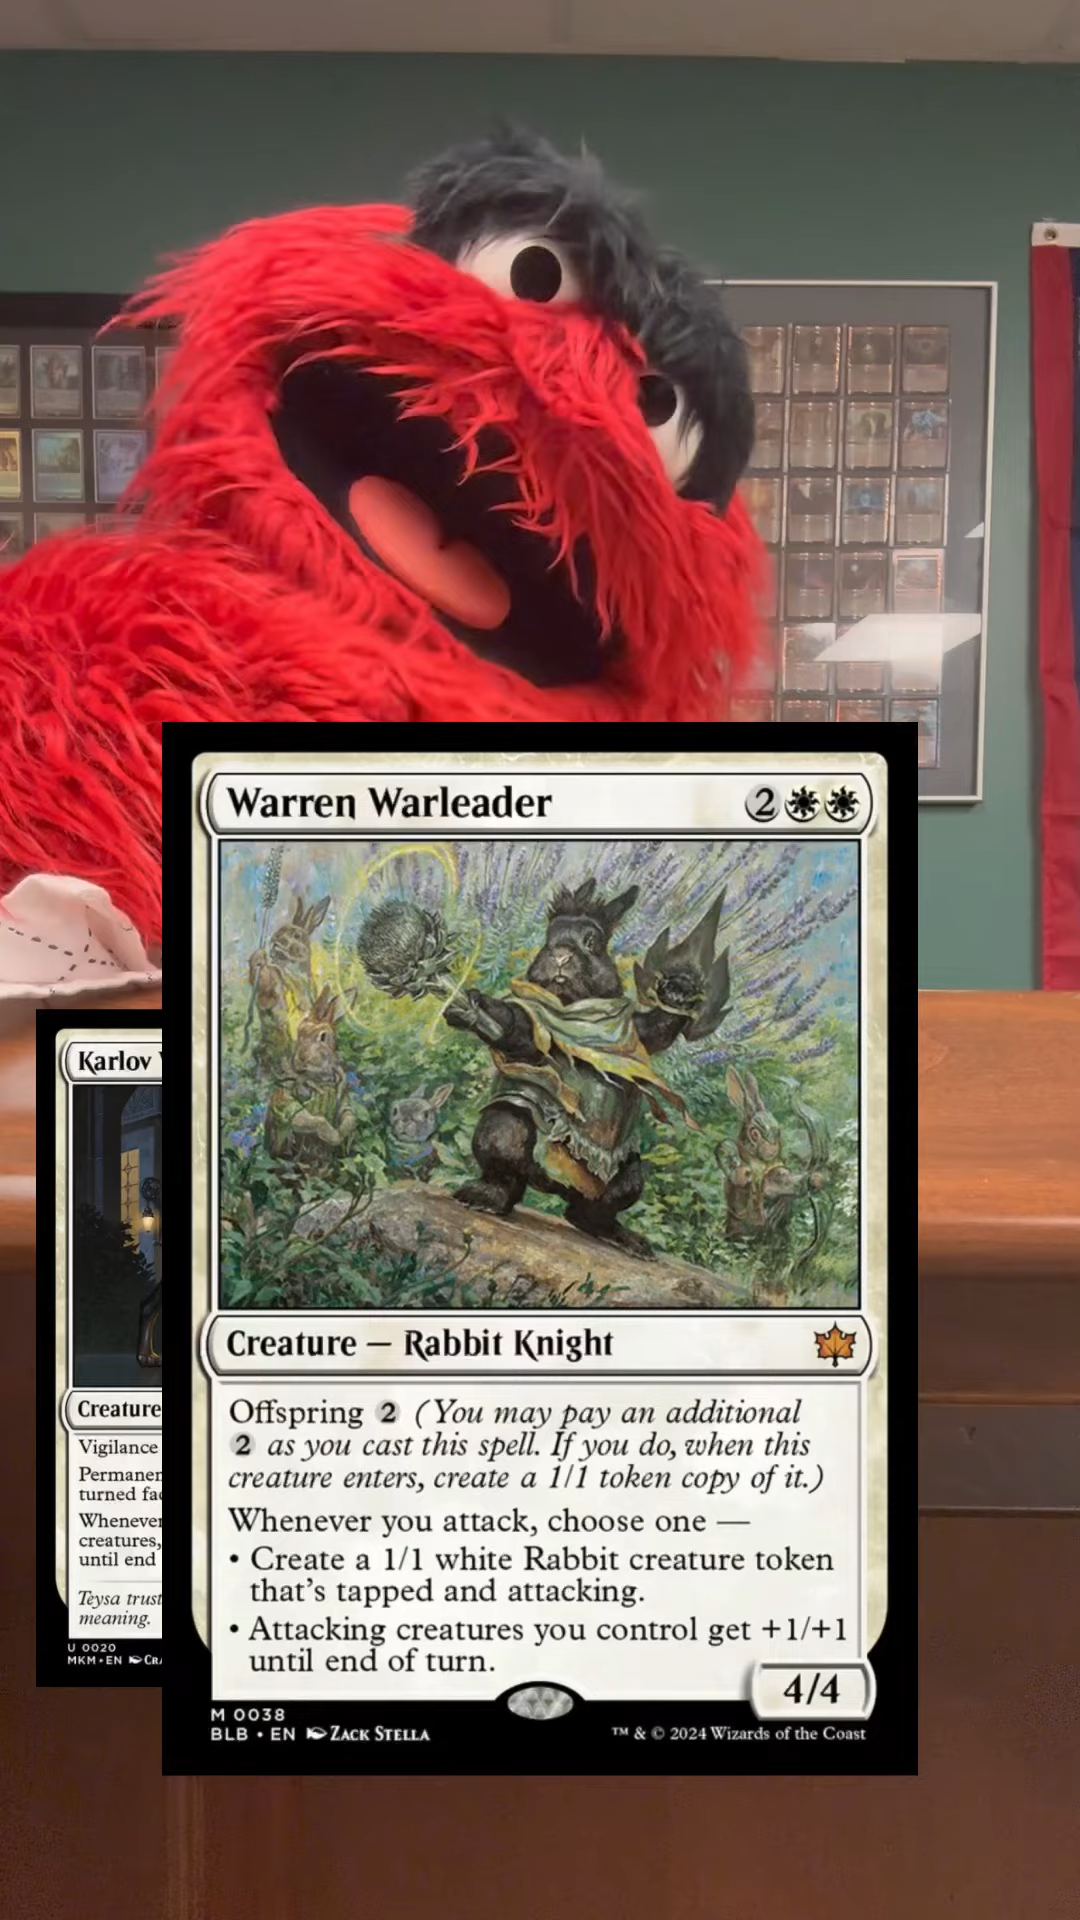 Warren Warleader 2
Creature — Rabbit Knight
Offspring 2 (You may pay an additional
2 as you cast this spell. If you do, when this
creature enters, create a 1/1 token copy of it.)
Whenever you attack, choose one —
• Create a 1/1 white Rabbit creature token
that's tapped and attacking.
• Attacking creatures you control get +1/+1
until end of turn.
4/4
M 0038
BLB • EN ZACK STELLA
™ & © 2024 Wizards of the Coast
Karlov
Creature
Vigilance
turned
Whenever
creatures,
until end
Teysa
meaning.
U 0020
MKM • EN